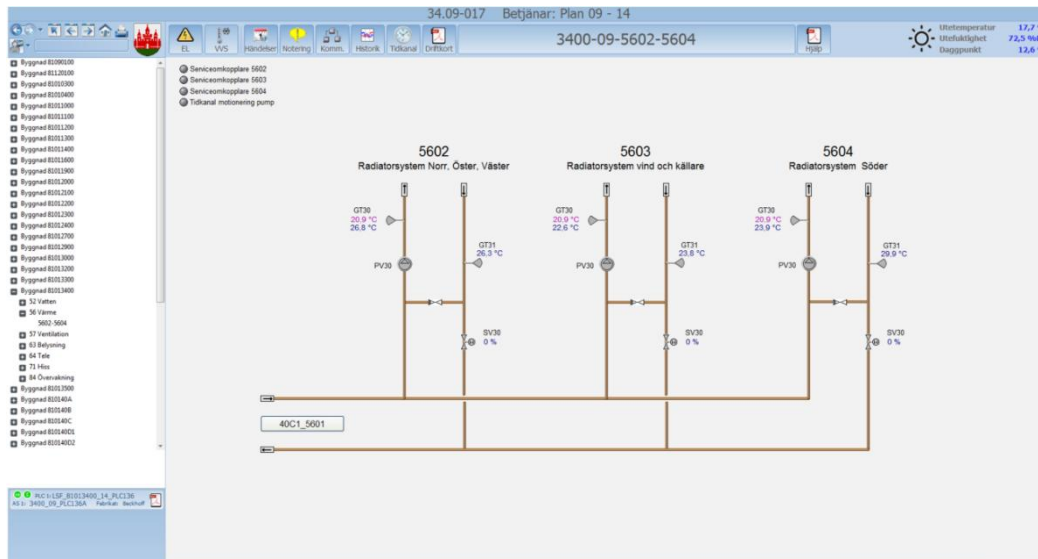 34.09-017 Betjänar: Plan 09 - 14
EL
VVS
Händelser
Notering
Komm.
Historik
Tidkanal
Driftkort
3400-09-5602-5604
Hjälp
Utetemperatur 17,7
Utefuktighet 72,5 %
Daggpunkt 12,6
Byggnad 81090100
Byggnad 81120100
Byggnad 81010300
Byggnad 81010400
Byggnad 81011000
Byggnad 81011100
Byggnad 81011200
Byggnad 81011300
Byggnad 81011400
Byggnad 81011600
Byggnad 81011900
Byggnad 81012000
Byggnad 81012100
Byggnad 81012200
Byggnad 81012300
Byggnad 81012400
Byggnad 81012700
Byggnad 81012900
Byggnad 81013000
Byggnad 81013200
Byggnad 81013300
Byggnad 81013400
52 Vatten
56 Värme
5602-5604
57 Ventilation
63 Belysning
64 Tele
71 Hiss
84 Övervakning
Byggnad 81013500
Byggnad 810140A
Byggnad 810140B
Byggnad 810140C
Byggnad 810140D1
Byggnad 810140D2
PLC 1: LSF_81013400_14_PLC136
AS 1: 3400_09_PLC136A Fabrikat: Beckhoff
Serviceomkopplare 5602
Serviceomkopplare 5603
Serviceomkopplare 5604
Tidkanal motionering pump
5602
Radiatorsystem Norr, Öster, Väster
GT30
20,9 °C
26,8 °C
GT31
26,3 °C
PV30
SV30
0 %
5603
Radiatorsystem vind och källare
GT30
20,9 °C
22,6 °C
GT31
23,8 °C
PV30
SV30
0 %
5604
Radiatorsystem Söder
GT30
20,9 °C
23,9 °C
GT31
29,9 °C
PV30
SV30
0 %
40C1_5601